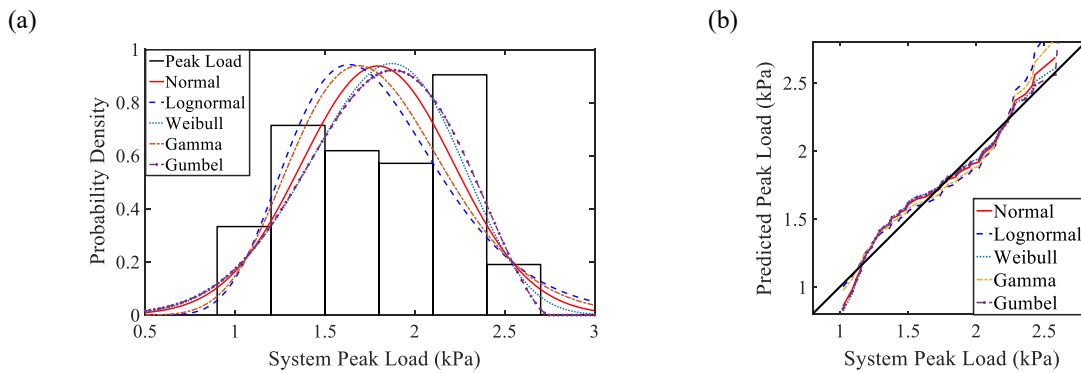 (a)
Probability Density
1
0.8
0.6
0.4
0.2
0
0.5
1
1.5
2
2.5
3
System Peak Load (kPa)
Peak Load
Normal
Lognormal
Weibull
Gamma
Gumbel
(b)
Predicted Peak Load (kPa)
2.5
2
1.5
1
1
1.5
2
2.5
System Peak Load (kPa)
Normal
Lognormal
Weibull
Gamma
Gumbel